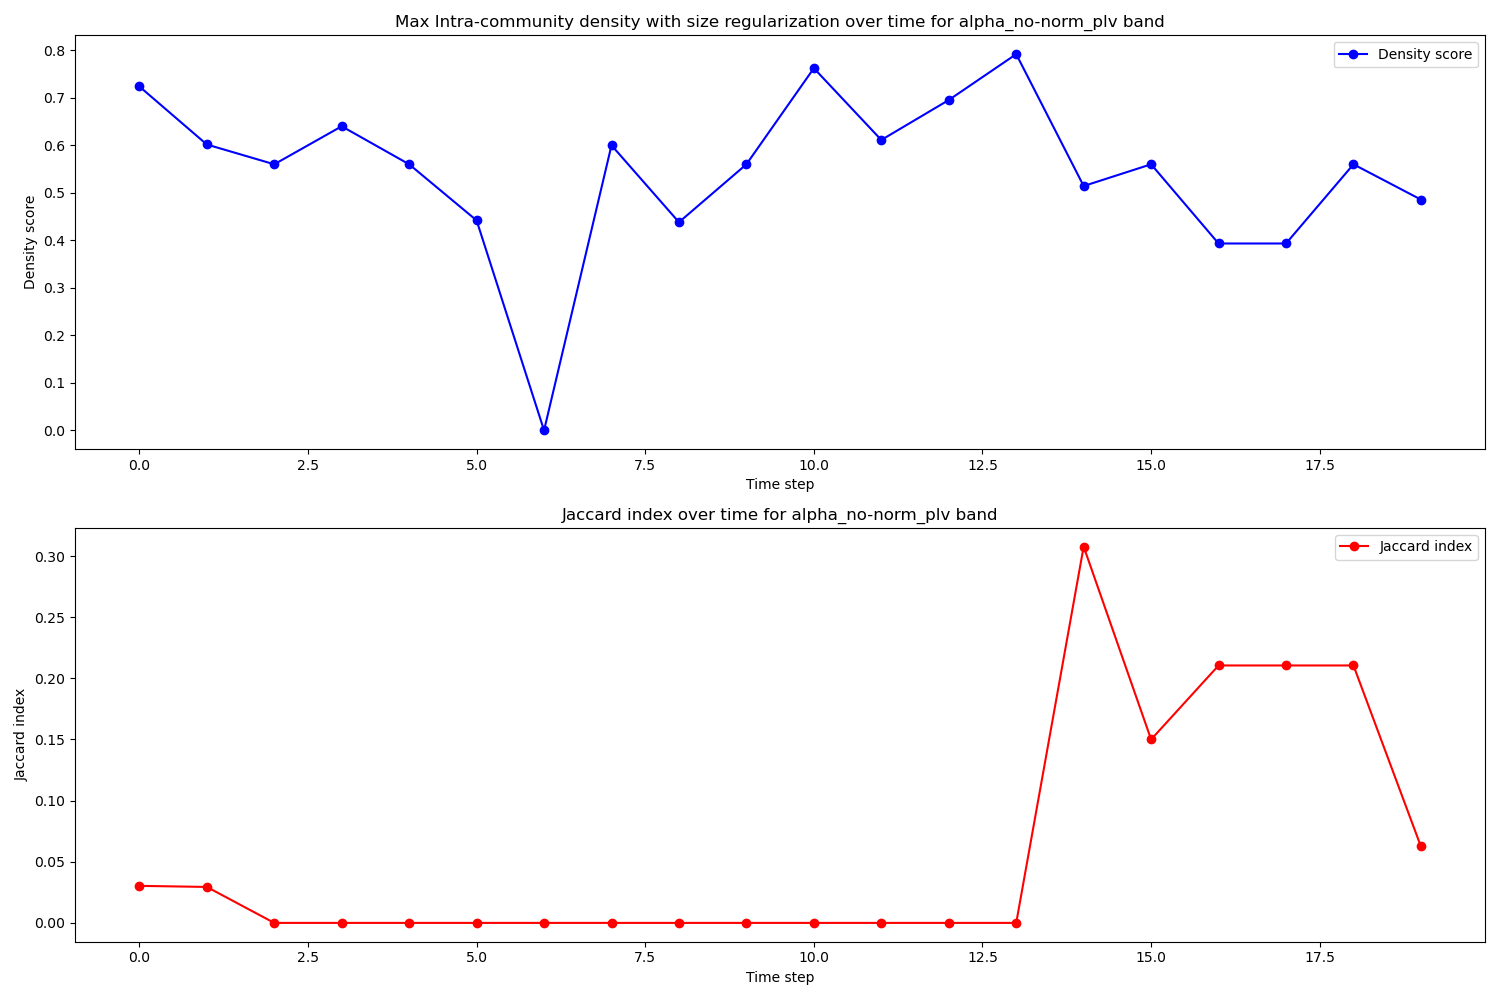 Max Intra-community density with size regularization over time for alpha_no-norm_plv band
Density score
0.8
0.7
0.6
0.5
0.4
0.3
0.2
0.1
0.0
Density score
0.0 2.5 5.0 7.5 10.0 12.5 15.0 17.5
Time step
Jaccard index over time for alpha_no-norm_plv band
Jaccard index
0.30
0.25
0.20
0.15
0.10
0.05
0.00
Jaccard index
0.0 2.5 5.0 7.5 10.0 12.5 15.0 17.5
Time step